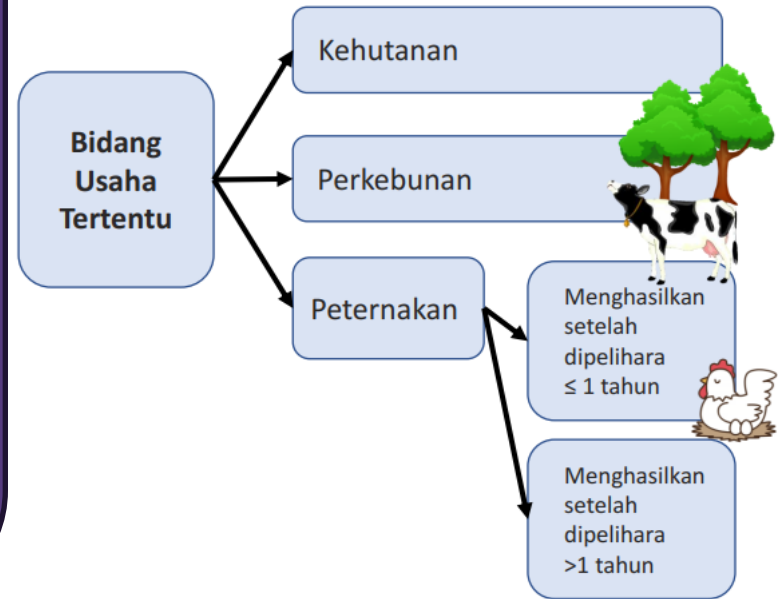 Bidang
Usaha
Tertentu
Kehutanan
Perkebunan
Peternakan
Menghasilkan
setelah
dipelihara
≤ 1 tahun
Menghasilkan
setelah
dipelihara
>1 tahun